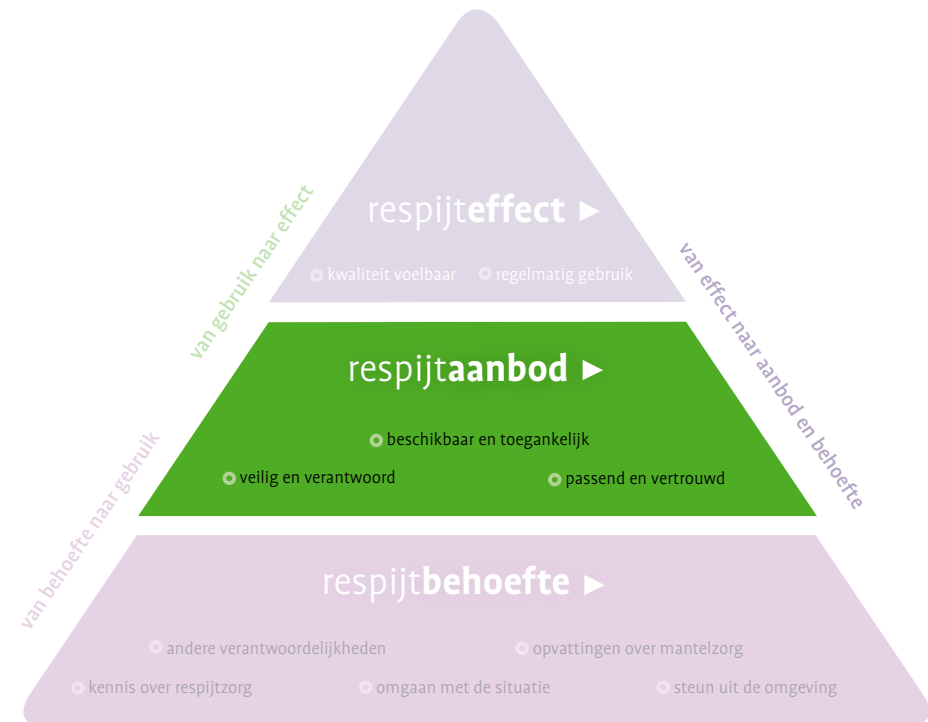 respijteffect ►
kwaliteit voelbaar
regelmatig gebruik
van gebruik naar effect
van effect naar aanbod en behoefte
respijtaanbod ►
beschikbaar en toegankelijk
veilig en verantwoord
passend en vertrouwd
van behoefte naar gebruik
respijtbehoefte ►
andere verantwoordelijkheden
opvattingen over mantelzorg
kennis over respijtzorg
omgaan met de situatie
steun uit de omgeving